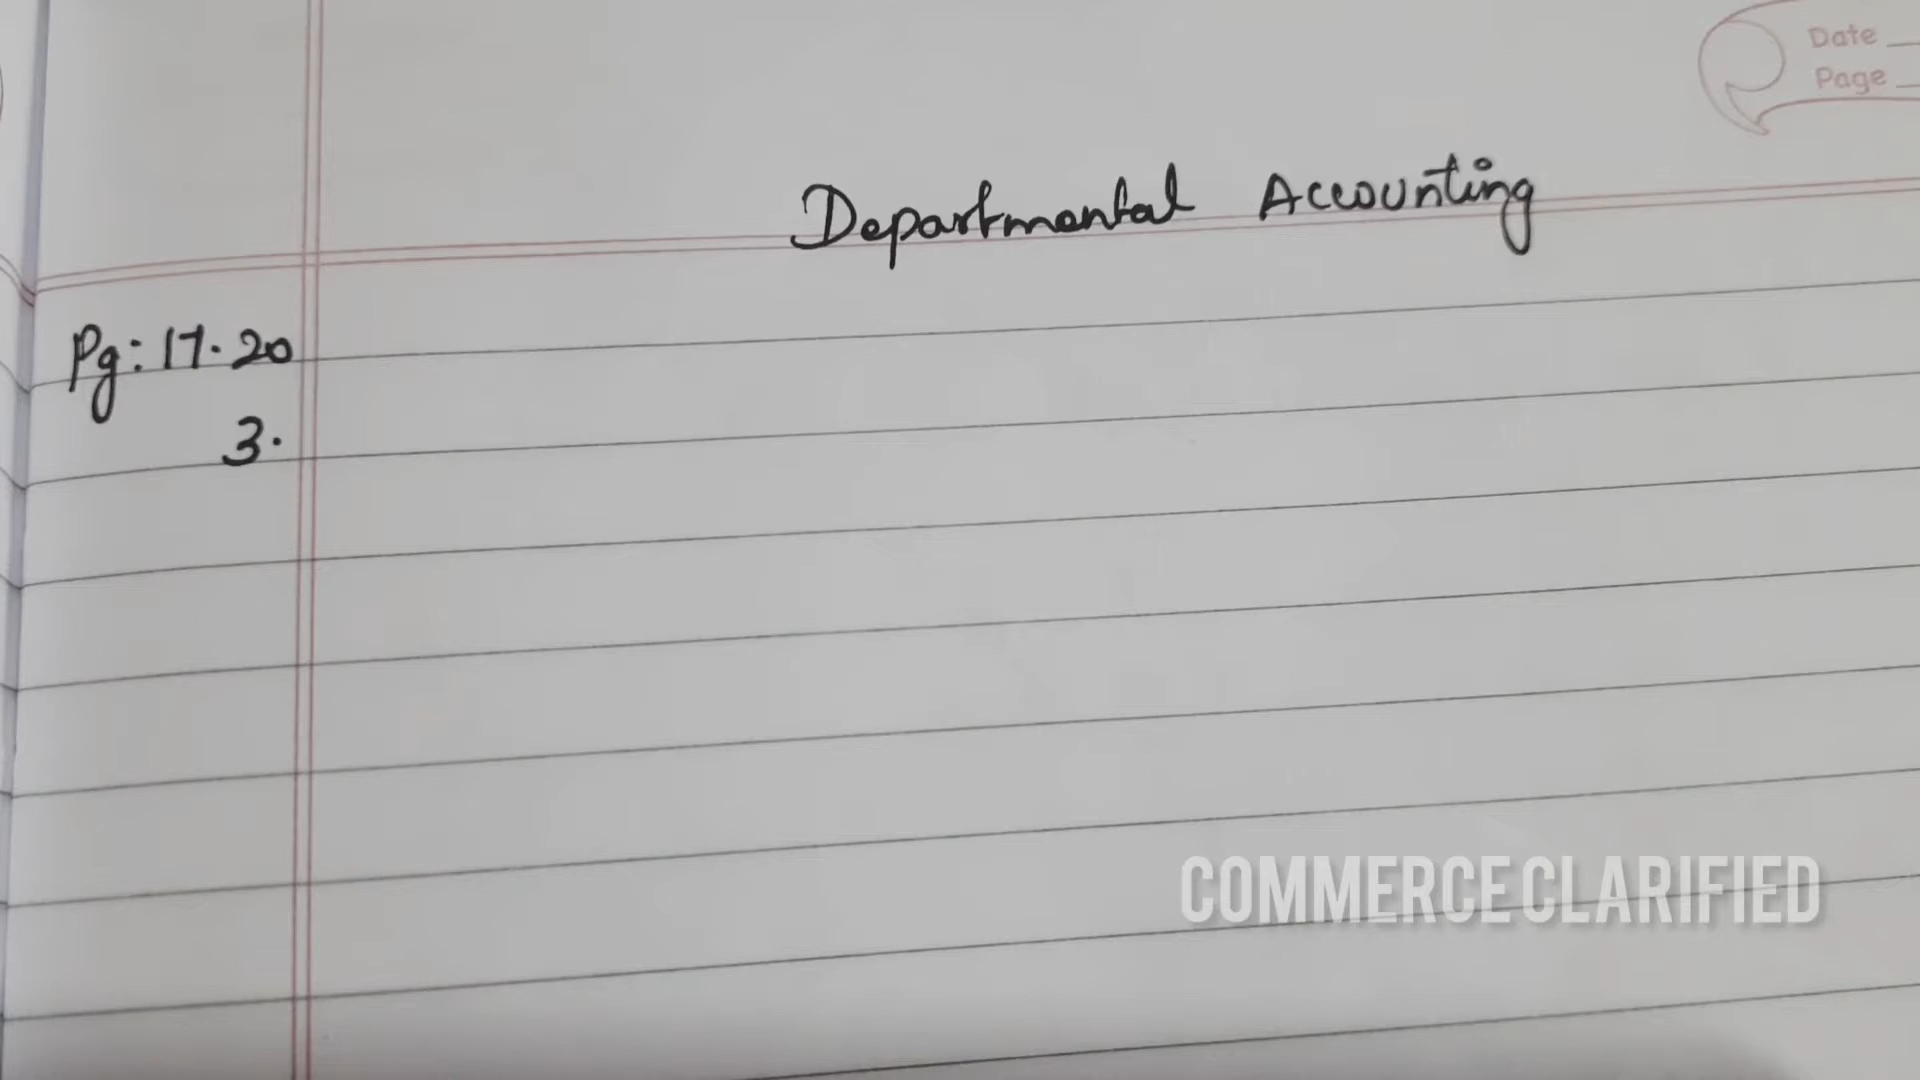 Date
Page
Departmental Accounting
Pg: 17.20
3.
COMMERCE CLARIFIED